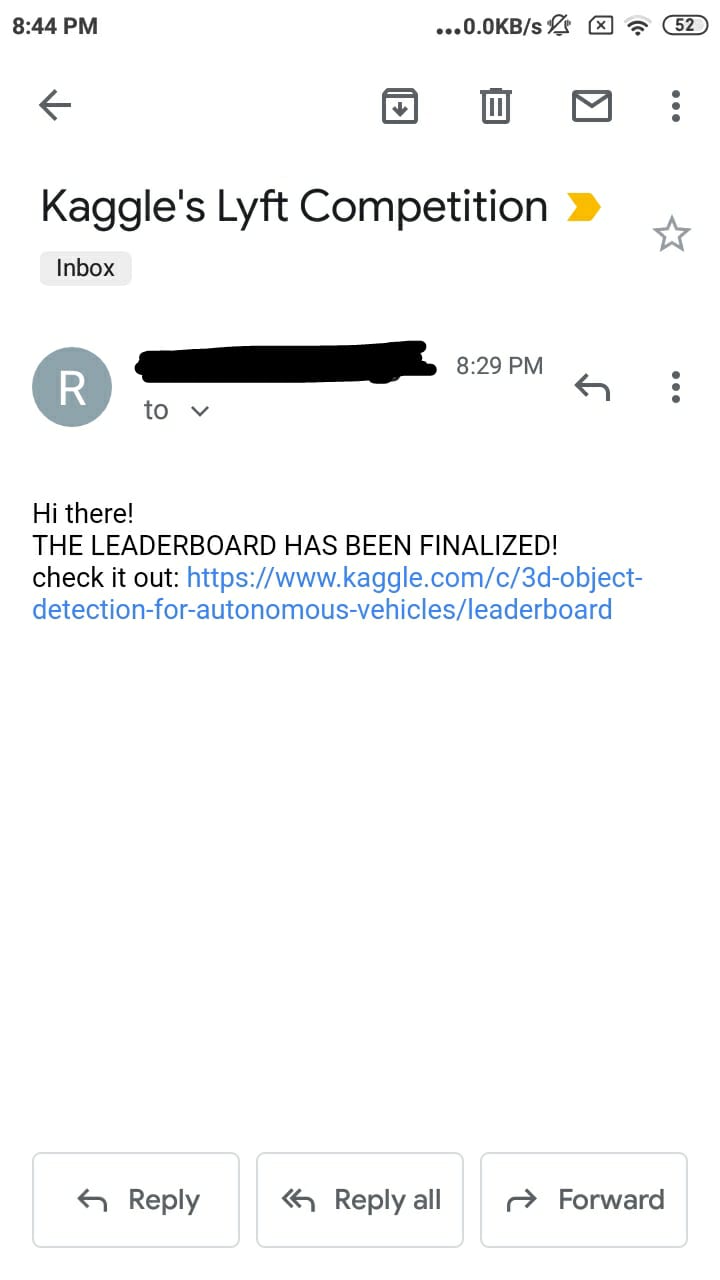 8:44 PM
...0.0KB/s
52
Kaggle's Lyft Competition
Inbox
R
8:29 PM
to
Hi there!
THE LEADERBOARD HAS BEEN FINALIZED!
check it out: https://www.kaggle.com/c/3d-object-
detection-for-autonomous-vehicles/leaderboard
Reply
Reply all
Forward